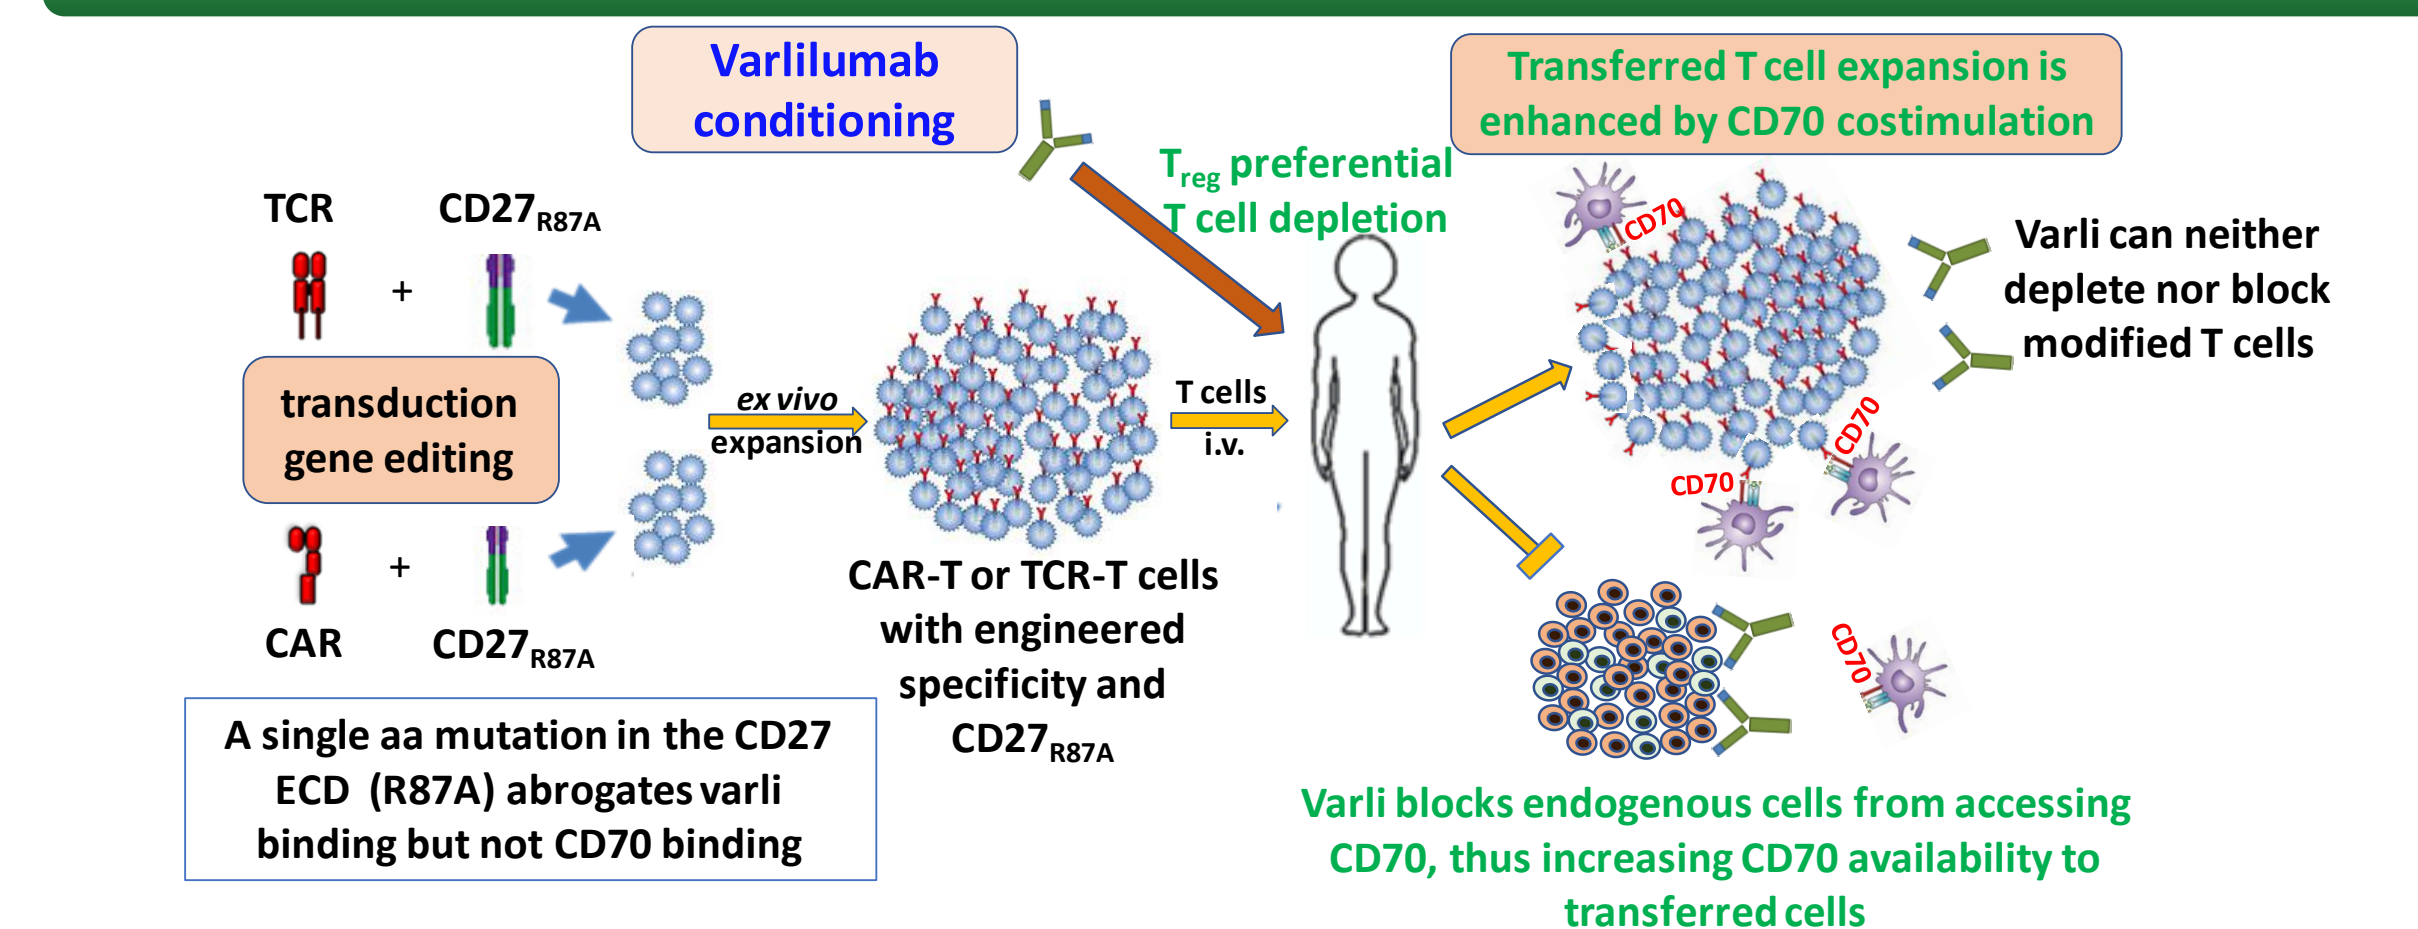 Varlilumab
conditioning
Transferred T cell expansion is
enhanced by CD70 costimulation
Treg preferential
T cell depletion
TCR
CD27R87A
+
transduction
gene editing
+
CAR
CD27R87A
A single aa mutation in the CD27
ECD (R87A) abrogates varli
binding but not CD70 binding
ex vivo
expansion
CAR-T or TCR-T cells
with engineered
specificity and
CD27R87A
T cells
i.v.
CD70
CD70
CD70
Varli can neither
deplete nor block
modified T cells
CD70
Varli blocks endogenous cells from accessing
CD70, thus increasing CD70 availability to
transferred cells